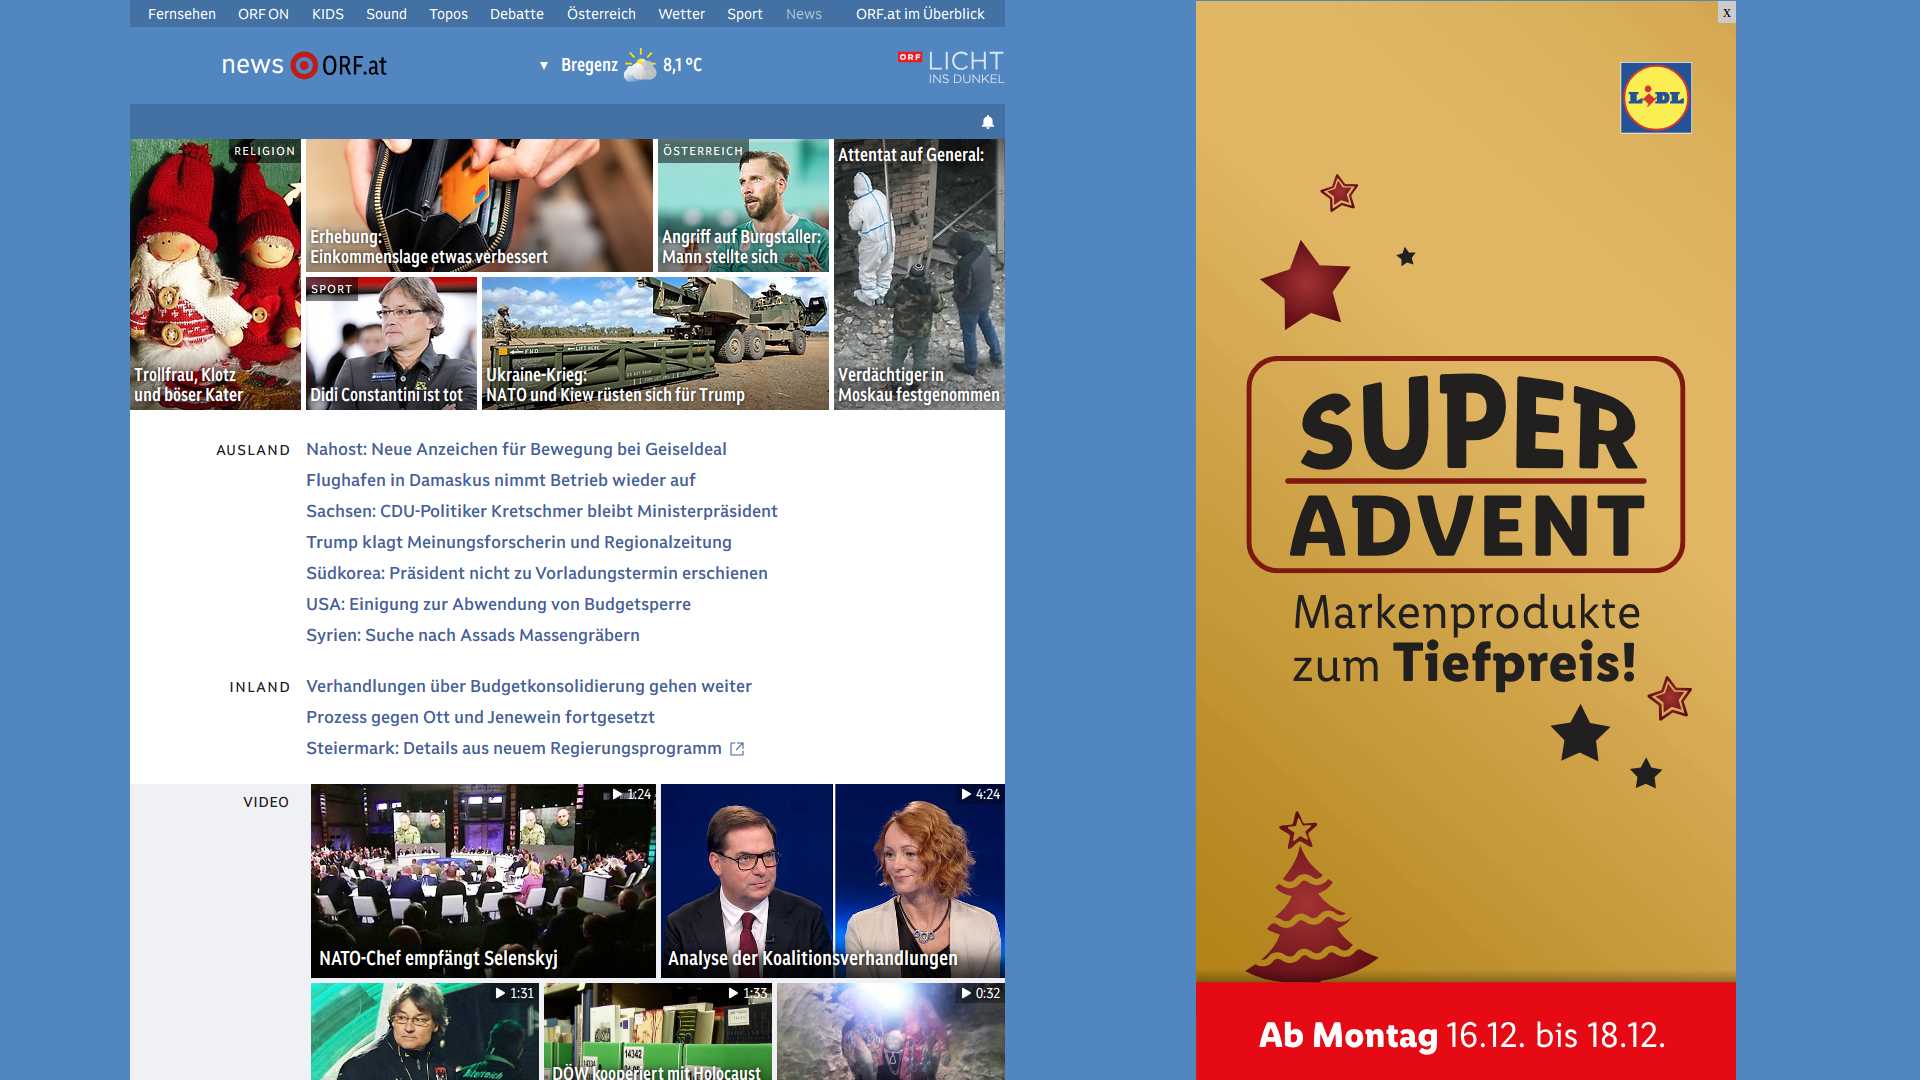 Fernsehen ORF ON KIDS Sound Topos Debatte Österreich Wetter Sport News ORF.at im Überblick
news ORF.at
Bregenz 8,1 °C
ORF LICHT
INS DUNKEL
RELIGION
Trollfrau, Klotz
und böser Kater
Erhebung:
Einkommenslage etwas verbessert
ÖSTERREICH
Angriff auf Burgstaller:
Mann stellte sich
Attentat auf General:
Verdächtiger in
Moskau festgenommen
SPORT
Didi Constantini ist tot
Ukraine-Krieg:
NATO und Kiew rüsten sich für Trump
AUSLAND
Nahost: Neue Anzeichen für Bewegung bei Geiseldeal
Flughafen in Damaskus nimmt Betrieb wieder auf
Sachsen: CDU-Politiker Kretschmer bleibt Ministerpräsident
Trump klagt Meinungsforscherin und Regionalzeitung
Südkorea: Präsident nicht zu Vorladungstermin erschienen
USA: Einigung zur Abwendung von Budgetsperre
Syrien: Suche nach Assads Massengräbern
INLAND
Verhandlungen über Budgetkonsolidierung gehen weiter
Prozess gegen Ott und Jenewein fortgesetzt
Steiermark: Details aus neuem Regierungsprogramm
VIDEO
1:24
NATO-Chef empfängt Selenskyj
4:24
Analyse der Koalitionsverhandlungen
1:31
1:33
14342
DÖW kooperiert mit Holocaust
0:32
x
LIDL
SUPER
ADVENT
Markenprodukte
zum Tiefpreis!
Ab Montag 16.12. bis 18.12.